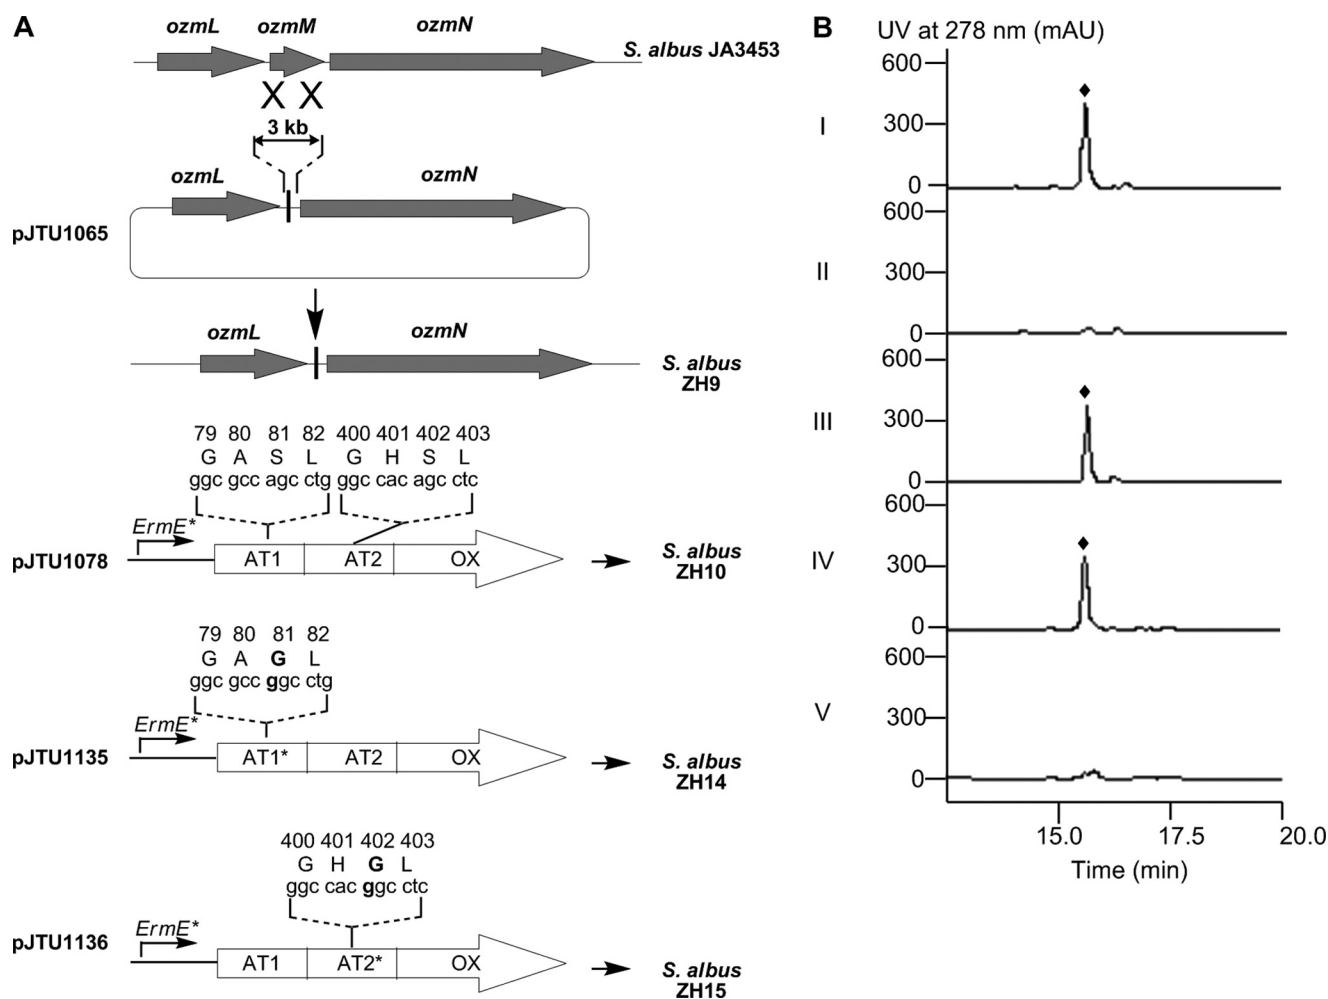 A
ozmL ozmM ozmN
S. albus JA3453
X X
3 kb
ozmL ozmN
pJTU1065
ozmL ozmN
S. albus
ZH9
79 80 81 82 400 401 402 403
G A S L G H S L
ggc gcc agc ctg ggc cac agc ctc
ErmE*
pJTU1078
AT1 AT2 OX
S. albus
ZH10
79 80 81 82
G A G L
ggc gcc ggc ctg
ErmE*
pJTU1135
AT1* AT2 OX
S. albus
ZH14
400 401 402 403
G H G L
ggc cac ggc ctc
ErmE*
pJTU1136
AT1 AT2* OX
S. albus
ZH15
B
UV at 278 nm (mAU)
600
I 300
0
600
II 300
0
600
III 300
0
600
IV 300
0
600
V 300
0
15.0 17.5 20.0
Time (min)